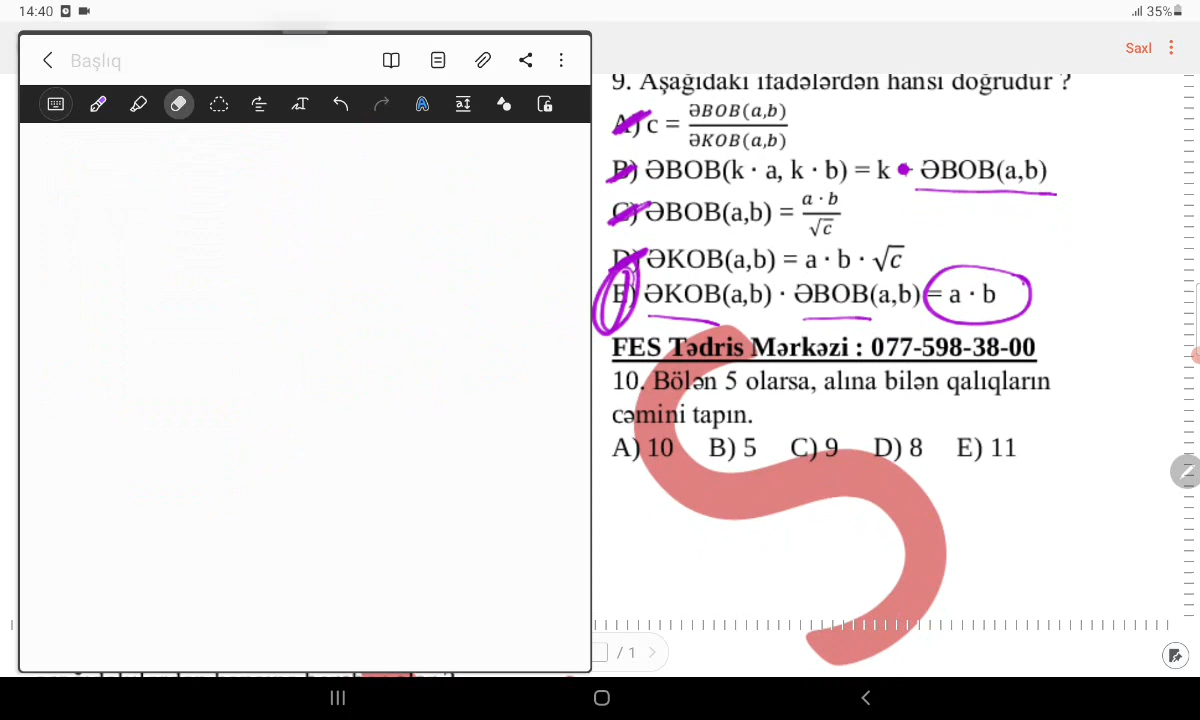 14:40
35%
Başlıq
Saxl
9. Aşağıdakı ifadələrdən hansı doğrudur ?
A) c = ƏBOB(a,b) / ƏKOB(a,b)
B) ƏBOB(k · a, k · b) = k · ƏBOB(a,b)
C) ƏBOB(a,b) = a · b / √c
D) ƏKOB(a,b) = a · b · √c
E) ƏKOB(a,b) · ƏBOB(a,b) = a · b
FES Tədris Mərkəzi : 077-598-38-00
10. Bölən 5 olarsa, alına bilən qalıqların
cəmini tapın.
A) 10 B) 5 C) 9 D) 8 E) 11
/ 1